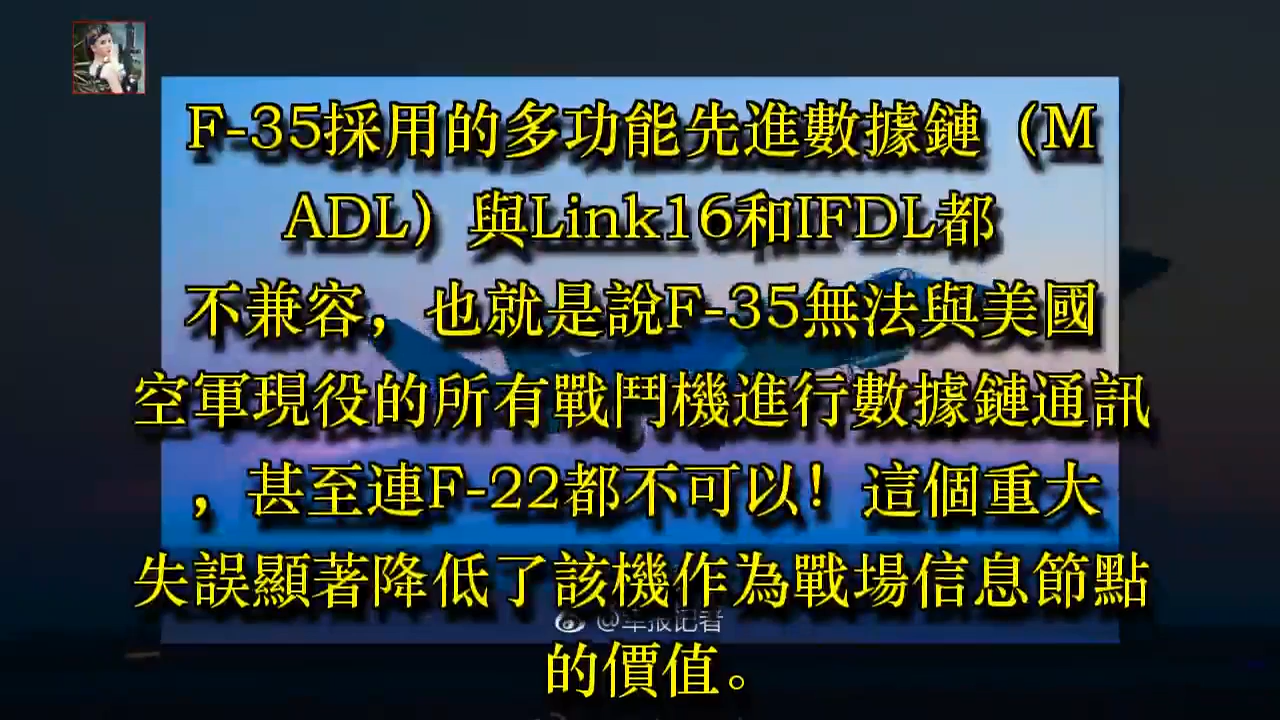 F-35採用的多功能先進數據鏈（M
ADL）與Link16和IFDL都
不兼容，也就是說F-35無法與美國
空軍現役的所有戰鬥機進行數據鏈通訊
，甚至連F-22都不可以！這個重大
失誤顯著降低了該機作為戰場信息節點
@军报记者
的價值。